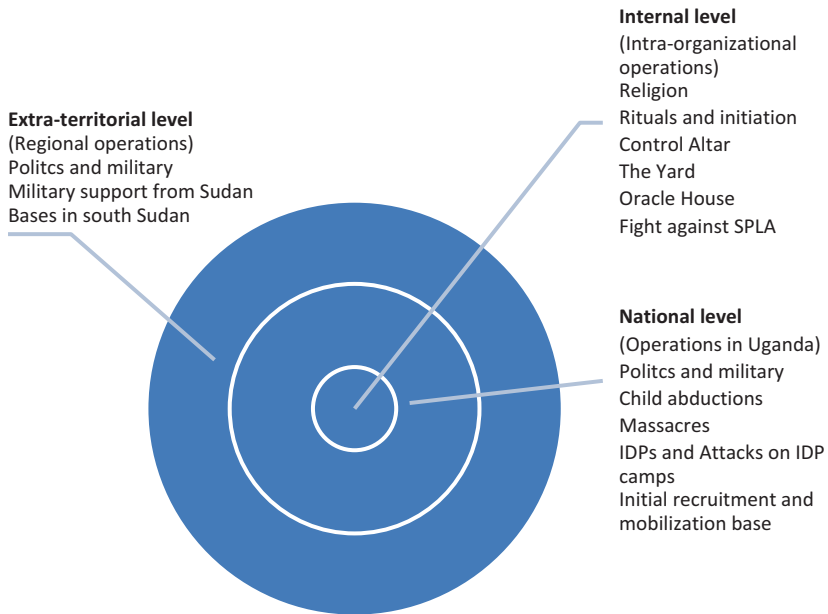 Extra-territorial level
(Regional operations)
Politcs and military
Military support from Sudan
Bases in south Sudan
Internal level
(Intra-organizational
operations)
Religion
Rituals and initiation
Control Altar
The Yard
Oracle House
Fight against SPLA
National level
(Operations in Uganda)
Politcs and military
Child abductions
Massacres
IDPs and Attacks on IDP
camps
Initial recruitment and
mobilization base